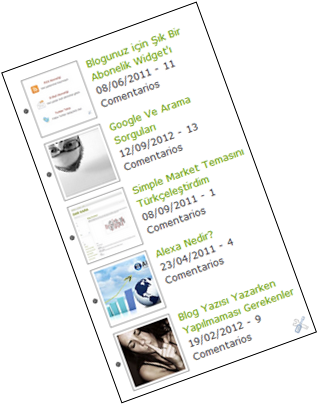 Blogunuz için Şık Bir
Abonelik Widget'ı
08/06/2011 - 11
Comentarios
Google Ve Arama
Sorguları
12/09/2012 - 13
Comentarios
Simple Market Temasını
Türkçeleştirdim
08/09/2011 - 1
Comentarios
Alexa Nedir?
23/04/2011 - 4
Comentarios
Blog Yazısı Yazarken
Yapılmaması Gerekenler
19/02/2012 - 9
Comentarios